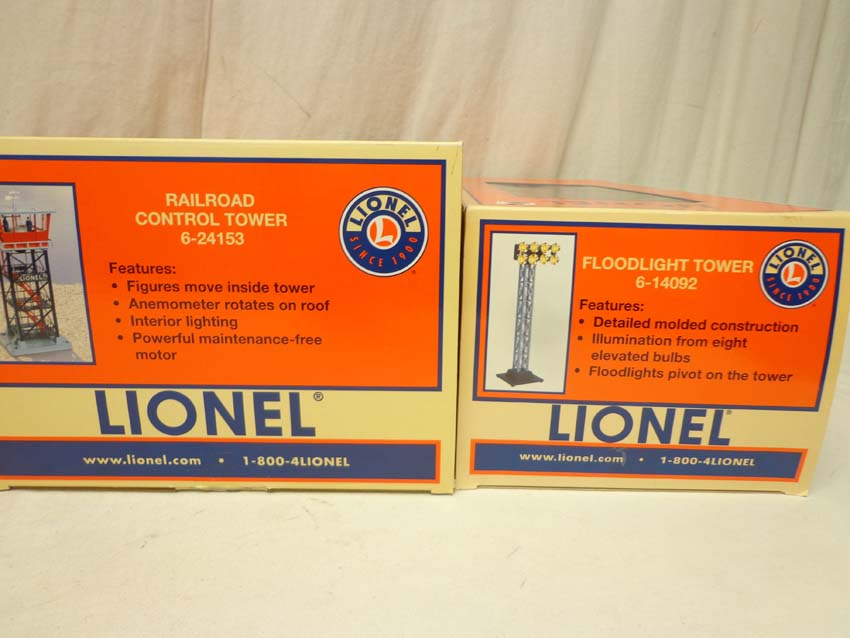 RAILROAD
CONTROL TOWER
6-24153
LIONEL
L
SINCE 1900
®
LIONEL
Features:
• Figures move inside tower
• Anemometer rotates on roof
• Interior lighting
• Powerful maintenance-free
motor
LIONEL®
www.lionel.com • 1-800-4LIONEL
FLOODLIGHT TOWER
6-14092
LIONEL
L
SINCE 1900
®
Features:
• Detailed molded construction
• Illumination from eight
elevated bulbs
• Floodlights pivot on the tower
LIONEL®
www.lionel.com • 1-800-4LIONEL